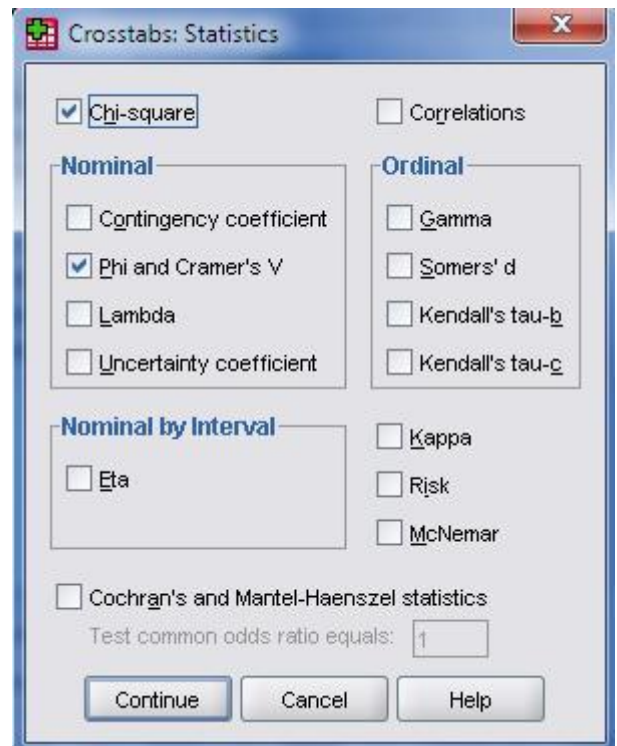 Crosstabs: Statistics
Chi-square
Correlations
Nominal
Contingency coefficient
Phi and Cramer's V
Lambda
Uncertainty coefficient
Ordinal
Gamma
Somers' d
Kendall's tau-b
Kendall's tau-c
Nominal by Interval
Eta
Kappa
Risk
McNemar
Cochran's and Mantel-Haenszel statistics
Test common odds ratio equals: 1
Continue Cancel Help